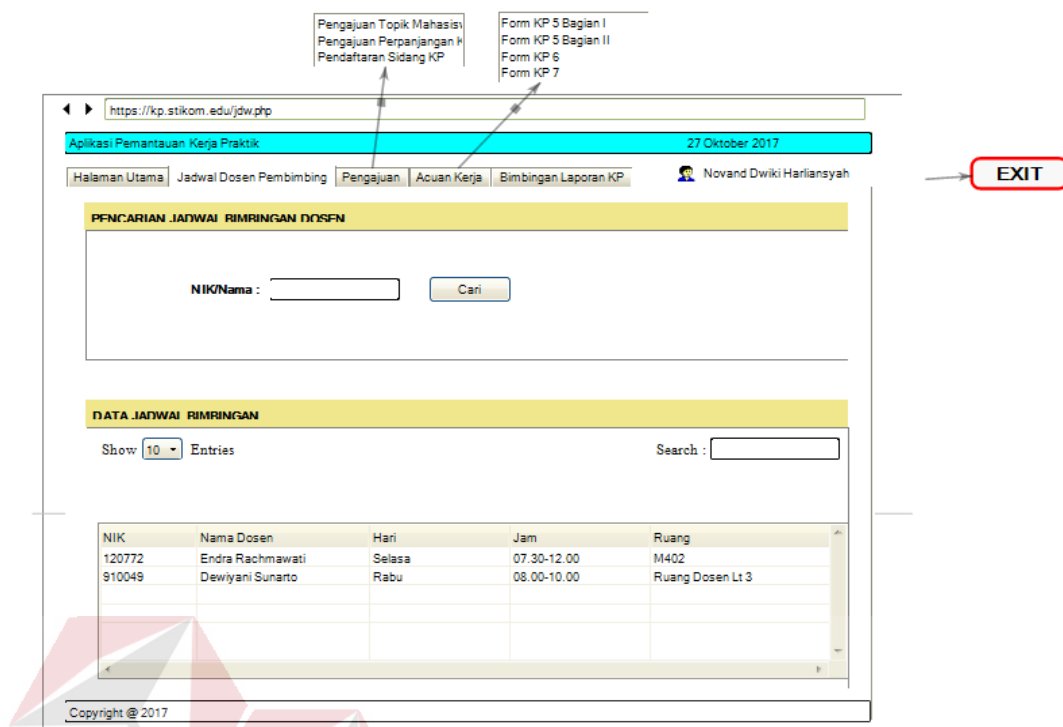 Pengajuan Topik Mahasisw
Pengajuan Perpanjangan K
Pendaftaran Sidang KP
Form KP 5 Bagian I
Form KP 5 Bagian II
Form KP 6
Form KP 7
https://kp.stikom.edu/jdw.php
Aplikasi Pemantauan Kerja Praktik 27 Oktober 2017
Halaman Utama Jadwal Dosen Pembimbing Pengajuan Acuan Kerja Bimbingan Laporan KP Novand Dwiki Harliansyah
EXIT
PENCARIAN JADWAL BIMBINGAN DOSEN
NIK/Nama : Cari
DATA JADWAL BIMBINGAN
Show 10 Entries Search :
NIK Nama Dosen Hari Jam Ruang
120772 Endra Rachmawati Selasa 07.30-12.00 M402
910049 Dewiyani Sunarto Rabu 08.00-10.00 Ruang Dosen Lt 3
Copyright @ 2017